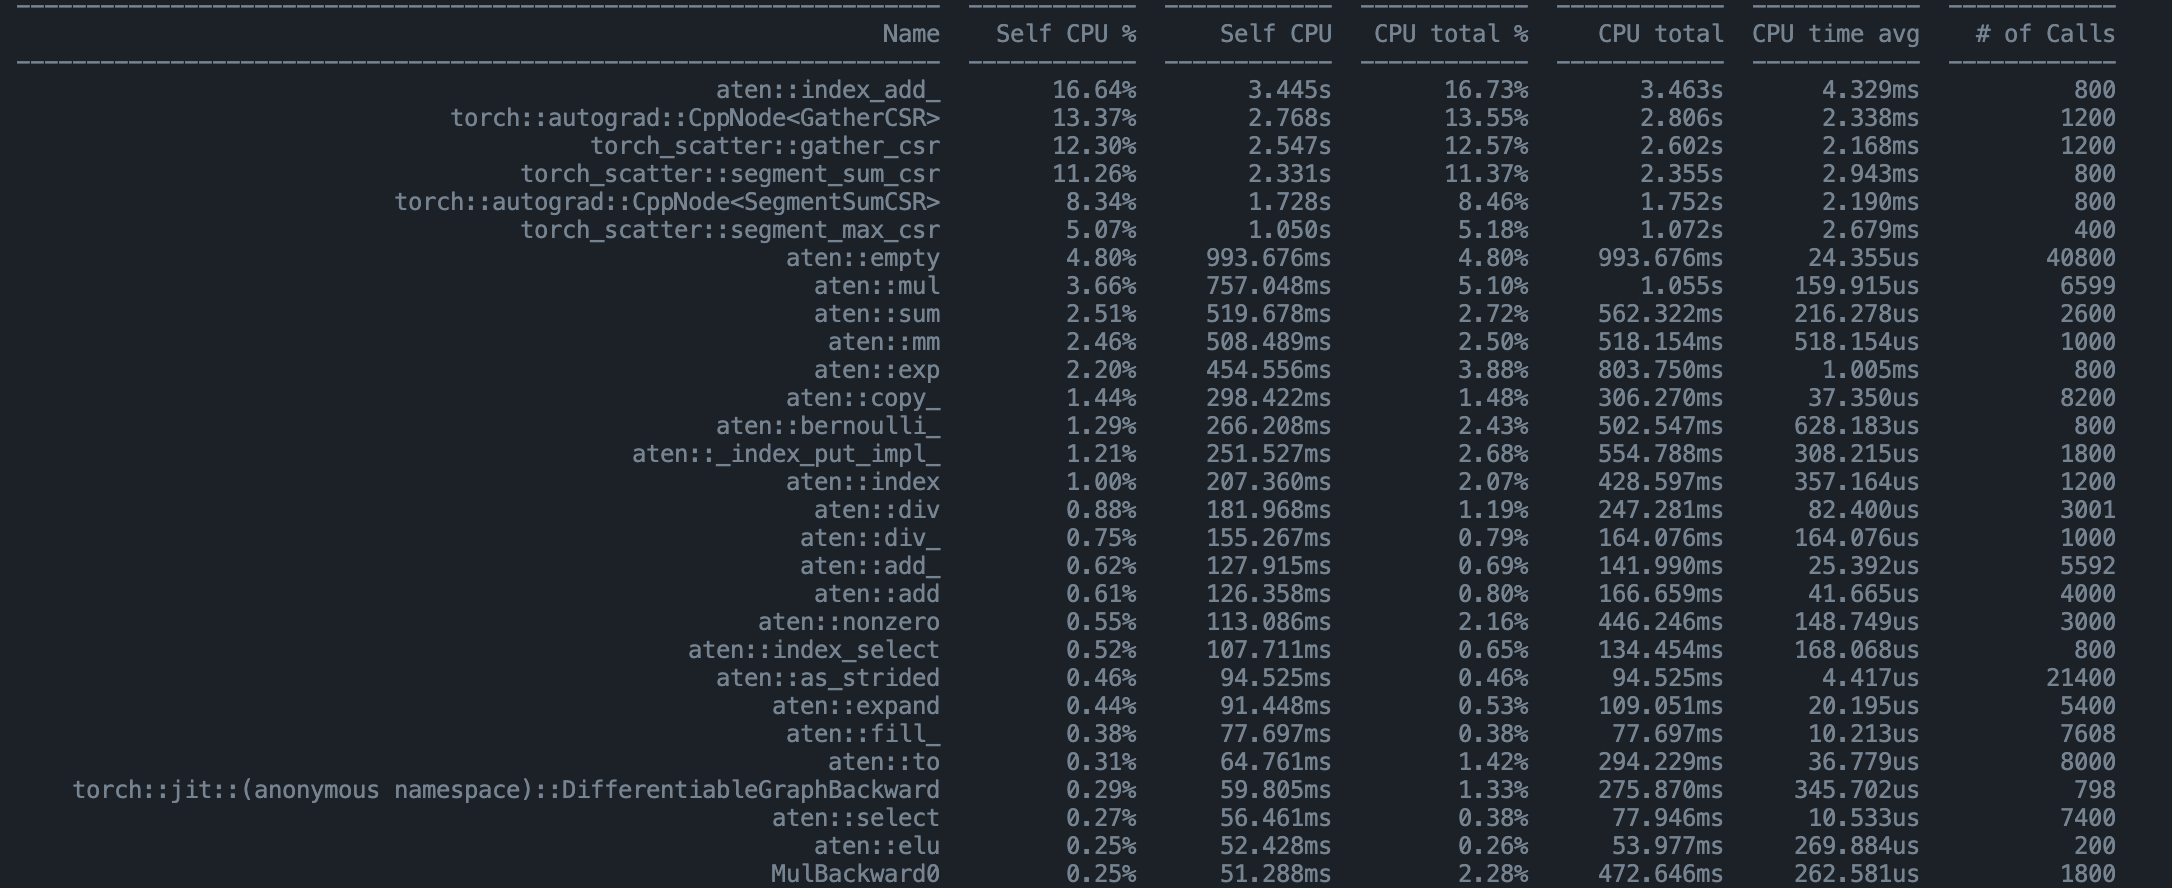 Name Self CPU % Self CPU CPU total % CPU total CPU time avg # of Calls
aten::index_add_ 16.64% 3.445s 16.73% 3.463s 4.329ms 800
torch::autograd::CppNode<GatherCSR> 13.37% 2.768s 13.55% 2.806s 2.338ms 1200
torch_scatter::gather_csr 12.30% 2.547s 12.57% 2.602s 2.168ms 1200
torch_scatter::segment_sum_csr 11.26% 2.331s 11.37% 2.355s 2.943ms 800
torch::autograd::CppNode<SegmentSumCSR> 8.34% 1.728s 8.46% 1.752s 2.190ms 800
torch_scatter::segment_max_csr 5.07% 1.050s 5.18% 1.072s 2.679ms 400
aten::empty 4.80% 993.676ms 4.80% 993.676ms 24.355us 40800
aten::mul 3.66% 757.048ms 5.10% 1.055s 159.915us 6599
aten::sum 2.51% 519.678ms 2.72% 562.322ms 216.278us 2600
aten::mm 2.46% 508.489ms 2.50% 518.154ms 518.154us 1000
aten::exp 2.20% 454.556ms 3.88% 803.750ms 1.005ms 800
aten::copy_ 1.44% 298.422ms 1.48% 306.270ms 37.350us 8200
aten::bernoulli_ 1.29% 266.208ms 2.43% 502.547ms 628.183us 800
aten::_index_put_impl_ 1.21% 251.527ms 2.68% 554.788ms 308.215us 1800
aten::index 1.00% 207.360ms 2.07% 428.597ms 357.164us 1200
aten::div 0.88% 181.968ms 1.19% 247.281ms 82.400us 3001
aten::div_ 0.75% 155.267ms 0.79% 164.076ms 164.076us 1000
aten::add_ 0.62% 127.915ms 0.69% 141.990ms 25.392us 5592
aten::add 0.61% 126.358ms 0.80% 166.659ms 41.665us 4000
aten::nonzero 0.55% 113.086ms 2.16% 446.246ms 148.749us 3000
aten::index_select 0.52% 107.711ms 0.65% 134.454ms 168.068us 800
aten::as_strided 0.46% 94.525ms 0.46% 94.525ms 4.417us 21400
aten::expand 0.44% 91.448ms 0.53% 109.051ms 20.195us 5400
aten::fill_ 0.38% 77.697ms 0.38% 77.697ms 10.213us 7608
aten::to 0.31% 64.761ms 1.42% 294.229ms 36.779us 8000
torch::jit::(anonymous namespace)::DifferentiableGraphBackward 0.29% 59.805ms 1.33% 275.870ms 345.702us 798
aten::select 0.27% 56.461ms 0.38% 77.946ms 10.533us 7400
aten::elu 0.25% 52.428ms 0.26% 53.977ms 269.884us 200
MulBackward0 0.25% 51.288ms 2.28% 472.646ms 262.581us 1800